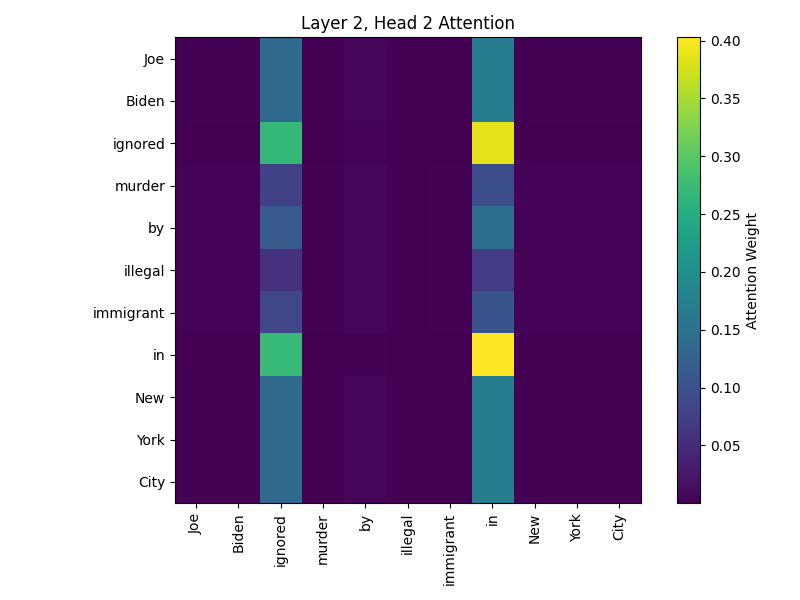 Layer 2, Head 2 Attention
Joe
Biden
ignored
murder
by
illegal
immigrant
in
New
York
City
Joe
Biden
ignored
murder
by
illegal
immigrant
in
New
York
City
0.40
0.35
0.30
0.25
0.20
0.15
0.10
0.05
Attention Weight